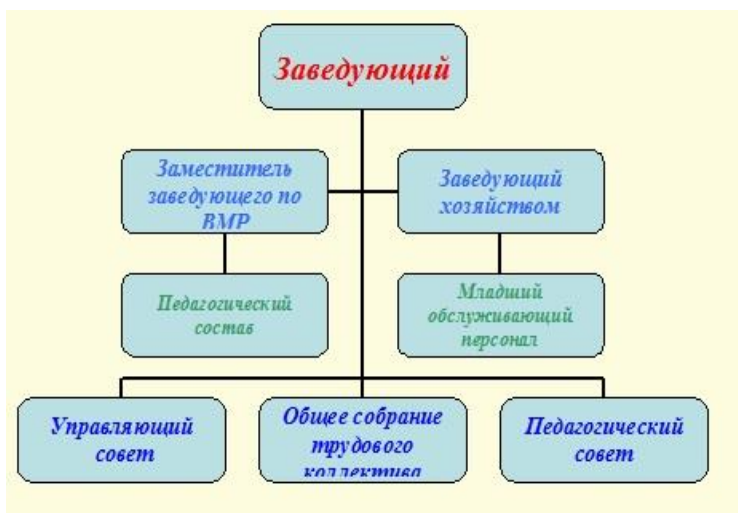 Заведующий
Заместитель
заведующего по
ВМР
Заведующий
хозяйством
Педагогический
состав
Младший
обслуживающий
персонал
Управляющий
совет
Общее собрание
трудового
коллектива
Педагогический
совет